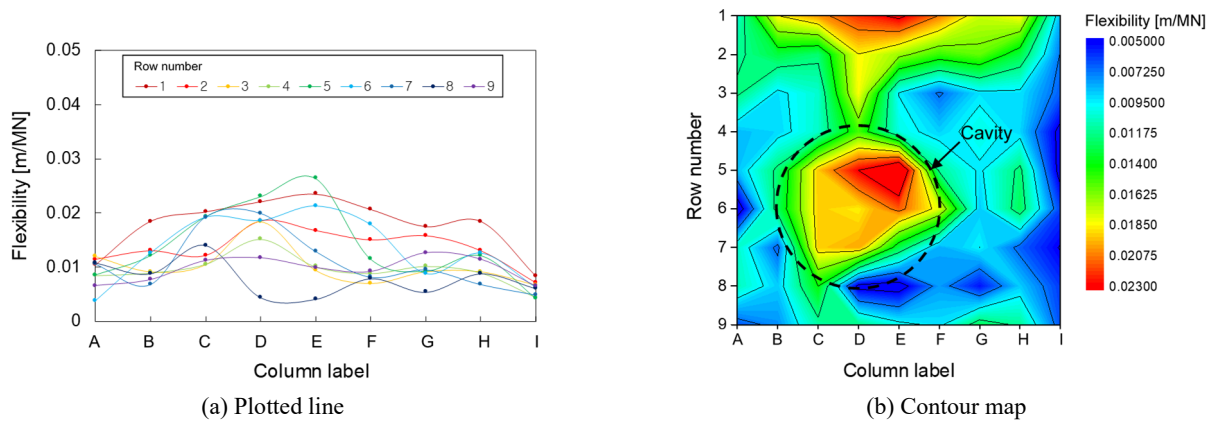 Flexibility [m/MN]
0.05
0.04
0.03
0.02
0.01
0
Row number
1 2 3 4 5 6 7 8 9
A B C D E F G H I
Column label
(a) Plotted line
Row number
1
2
3
4
5
6
7
8
9
Cavity
A B C D E F G H I
Column label
Flexibility [m/MN]
0.005000
0.007250
0.009500
0.01175
0.01400
0.01625
0.01850
0.02075
0.02300
(b) Contour map